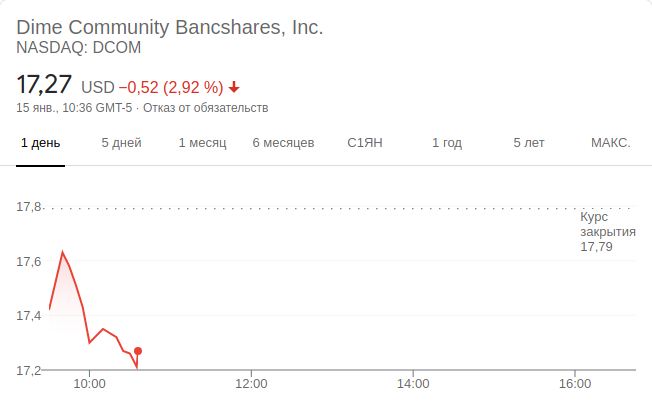 Dime Community Bancshares, Inc.
NASDAQ: DCOM
17,27 USD −0,52 (2,92 %)
15 янв., 10:36 GMT-5 · Отказ от обязательств
1 день 5 дней 1 месяц 6 месяцев С1ЯН 1 год 5 лет МАКС.
17,8
Курс
закрытия
17,79
17,6
17,4
17,2
10:00 12:00 14:00 16:00